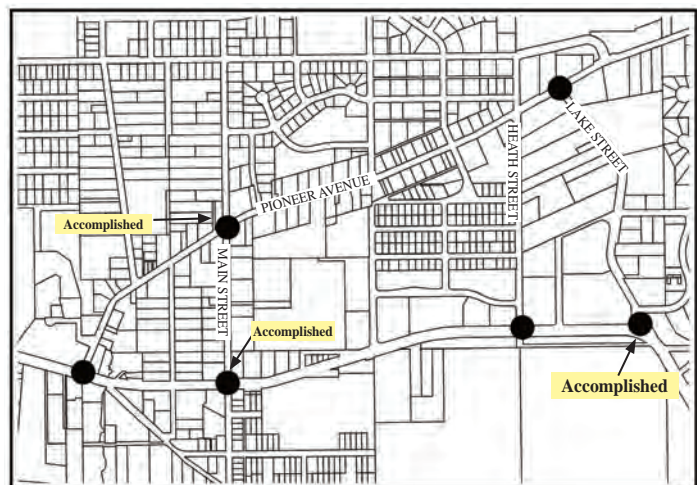 LAKE STREET
HEATH STREET
PIONEER AVENUE
Accomplished
MAIN STREET
Accomplished
Accomplished